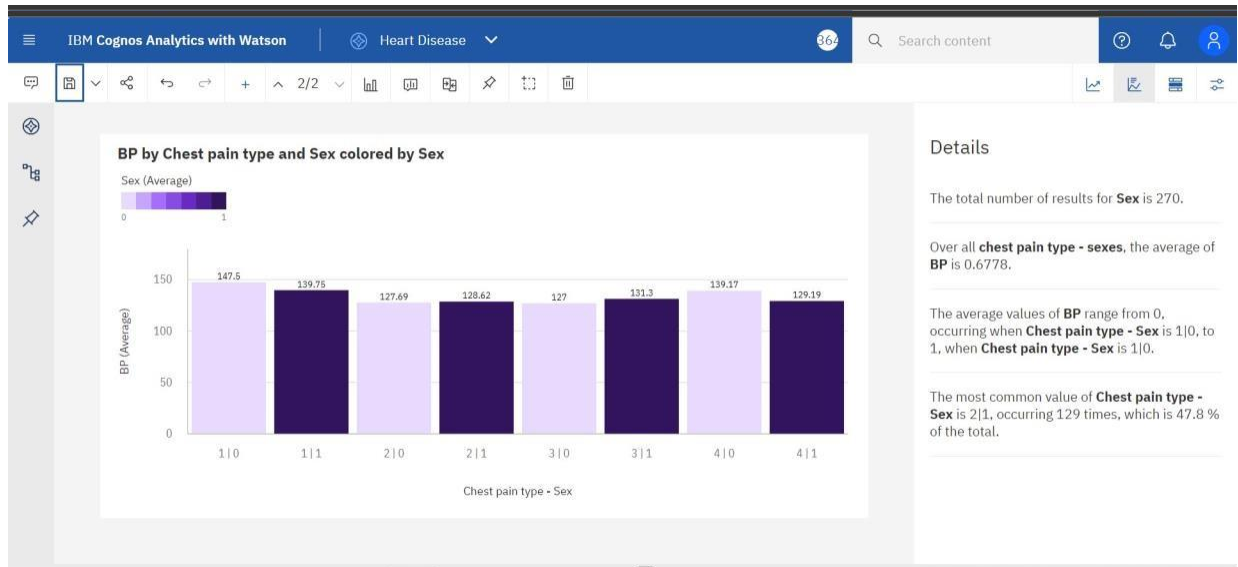 IBM Cognos Analytics with Watson
Heart Disease
364
Search content
2/2
BP by Chest pain type and Sex colored by Sex
Sex (Average)
0 1
BP (Average)
150
100
50
0
147.5
139.75
127.69
128.62
127
131.3
139.17
129.19
1|0
1|1
2|0
2|1
3|0
3|1
4|0
4|1
Chest pain type - Sex
Details
The total number of results for Sex is 270.
Over all chest pain type - sexes, the average of
BP is 0.6778.
The average values of BP range from 0,
occurring when Chest pain type - Sex is 1|0, to
1, when Chest pain type - Sex is 1|0.
The most common value of Chest pain type -
Sex is 2|1, occurring 129 times, which is 47.8 %
of the total.